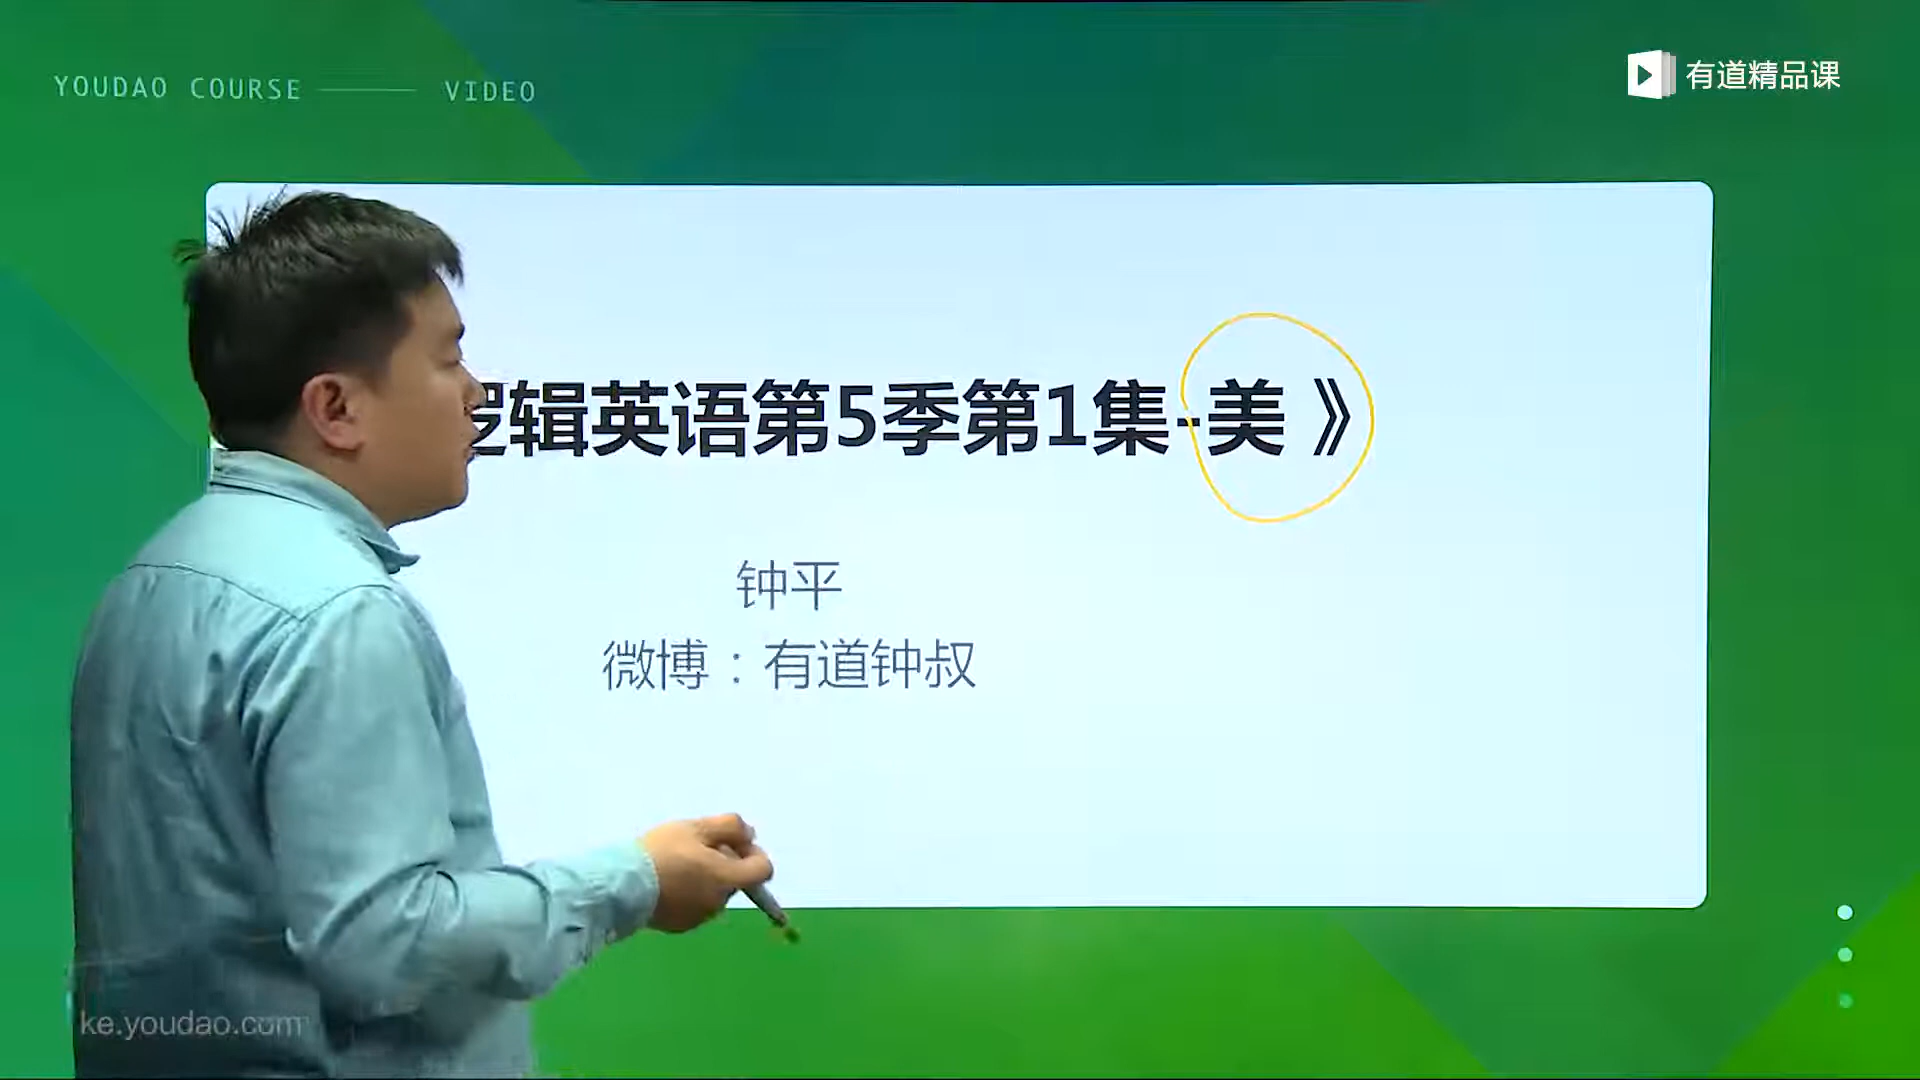 YOUDAO COURSE VIDEO
有道精品课
逻辑英语第5季第1集-美 》
钟平
微博：有道钟叔
ke.youdao.com